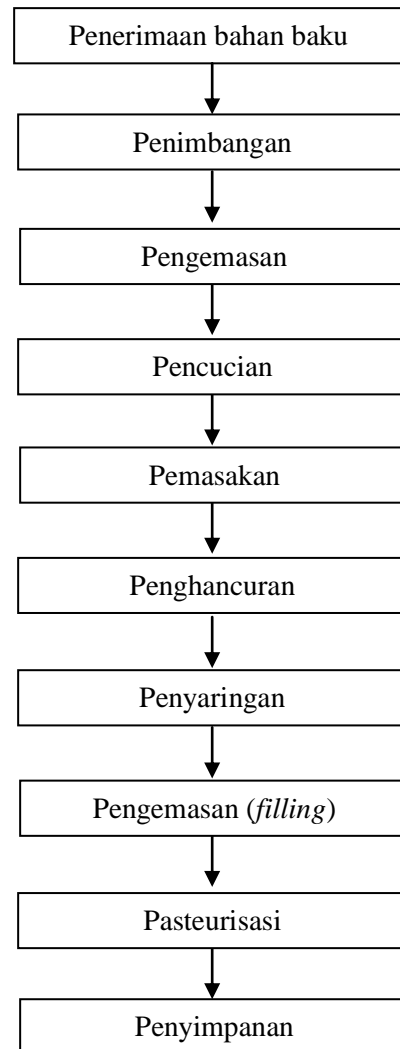 Penerimaan bahan baku
Penimbangan
Pengemasan
Pencucian
Pemasakan
Penghancuran
Penyaringan
Pengemasan (filling)
Pasteurisasi
Penyimpanan